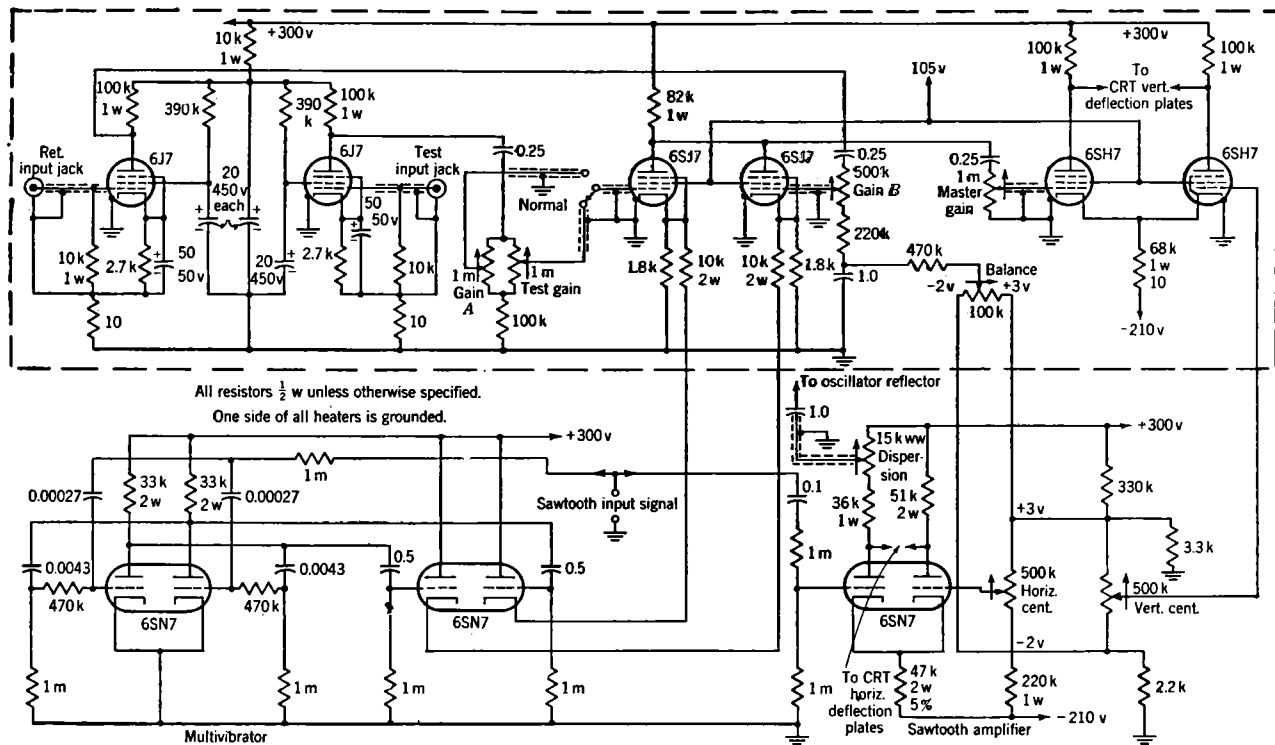 10 k
1 w
+300 v
+300 v
100 k
1 w
390 k
390
k
100 k
1 w
82 k
1 w
105 v
100 k
1 w
To
CRT vert.
deflection plates
100 k
1 w
Ret.
input jack
6J7
20
450 v
each
6J7
Test
input jack
0.25
Normal
6SJ7
6SJ7
0.25
500 k
Gain B
0.25
1 m
Master
gain
6SH7
6SH7
10 k
1 w
2.7 k
50
50 v
20
450 v
2.7 k
50
50 v
10 k
1 m
Gain
A
1 m
Test gain
1.8 k
10 k
2 w
10 k
2 w
1.8 k
220k
1.0
470 k
Balance
-2 v
+3 v
100 k
68 k
1 w
10
-210 v
10
10
100 k
All resistors ½ w unless otherwise specified.
One side of all heaters is grounded.
To oscillator reflector
1.0
+300 v
15 k ww
Disper-
sion
+300 v
1 m
33 k
2 w
33 k
2 w
0.00027
0.00027
Sawtooth input signal
0.1
36 k
1 w
51 k
2 w
330 k
+3 v
3.3 k
0.0043
0.0043
0.5
0.5
1 m
470 k
470 k
6SN7
6SN7
6SN7
500 k
Horiz.
cent.
500 k
Vert. cent.
-2 v
1 m
1 m
1 m
1 m
1 m
To CRT
horiz.
deflection
plates
47 k
2 w
5%
220 k
1 w
2.2 k
-210 v
Multivibrator
Sawtooth amplifier